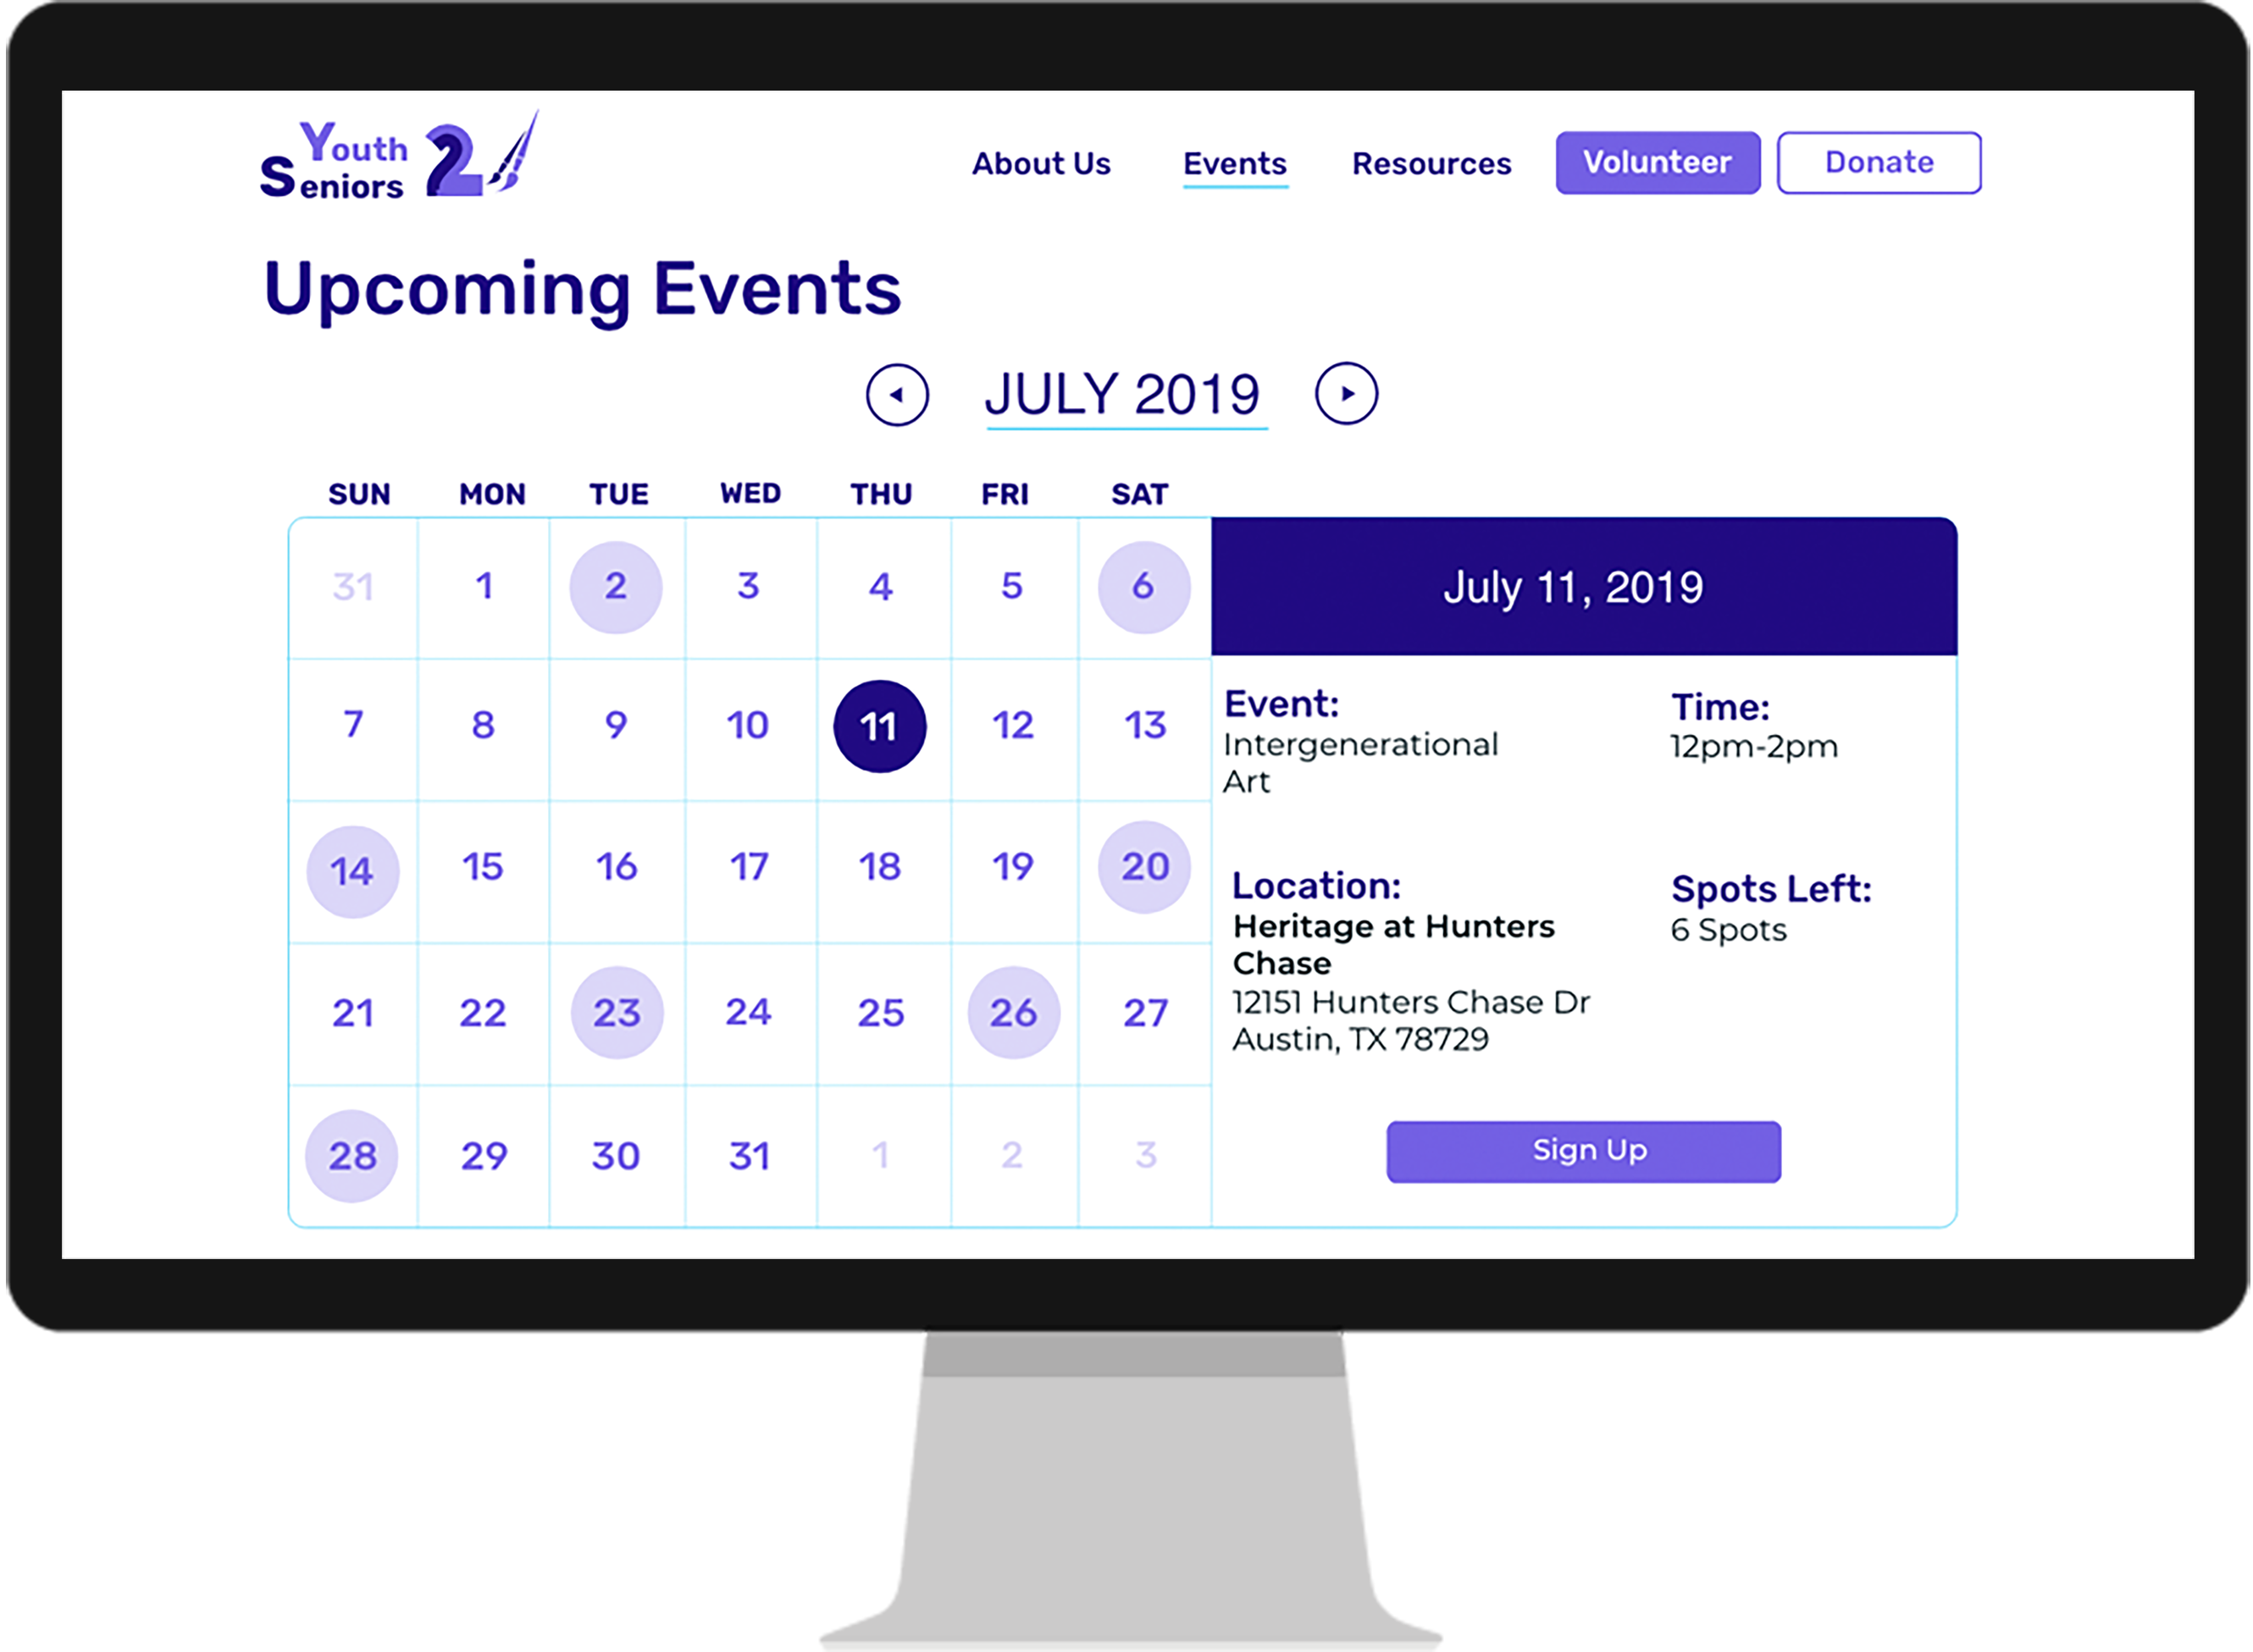 Youth
Seniors 2
About Us Events Resources Volunteer Donate
Upcoming Events
JULY 2019
SUN MON TUE WED THU FRI SAT
31 1 2 3 4 5 6
7 8 9 10 11 12 13
14 15 16 17 18 19 20
21 22 23 24 25 26 27
28 29 30 31 1 2 3
July 11, 2019
Event:
Intergenerational
Art
Time:
12pm-2pm
Location:
Heritage at Hunters
Chase
12151 Hunters Chase Dr
Austin, TX 78729
Spots Left:
6 Spots
Sign Up